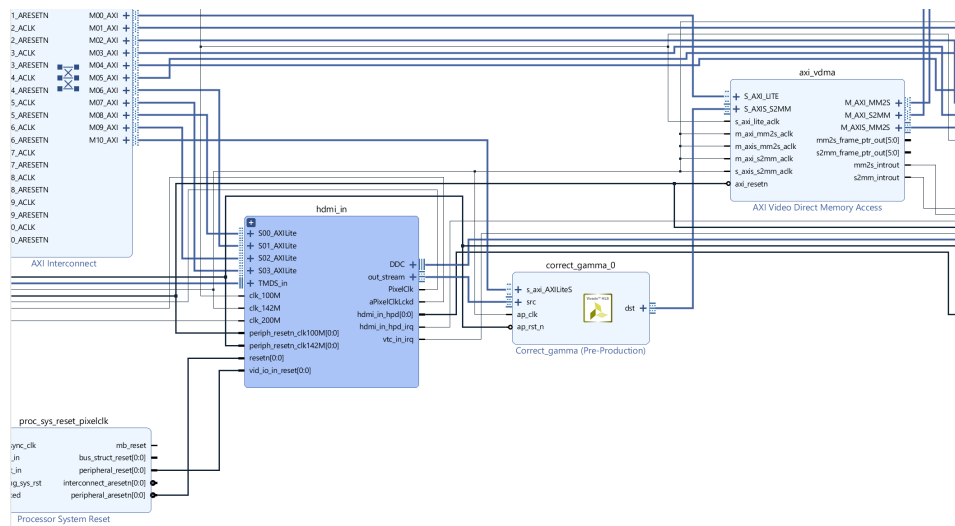 1_ARESETN M00_AXI
2_ACLK M01_AXI
2_ARESETN M02_AXI
3_ACLK M03_AXI
3_ARESETN M04_AXI
4_ACLK M05_AXI
4_ARESETN M06_AXI
5_ACLK M07_AXI
5_ARESETN M08_AXI
6_ACLK M09_AXI
6_ARESETN M10_AXI
7_ACLK
7_ARESETN
8_ACLK
8_ARESETN
9_ACLK
9_ARESETN
0_ACLK
0_ARESETN
AXI Interconnect
axi_vdma
S_AXI_LITE
S_AXIS_S2MM
s_axi_lite_aclk
m_axi_mm2s_aclk
m_axis_mm2s_aclk
m_axi_s2mm_aclk
s_axis_s2mm_aclk
axi_resetn
M_AXI_MM2S
M_AXI_S2MM
M_AXIS_MM2S
mm2s_frame_ptr_out[5:0]
s2mm_frame_ptr_out[5:0]
mm2s_introut
s2mm_introut
AXI Video Direct Memory Access
hdmi_in
S00_AXILite
S01_AXILite
S02_AXILite
S03_AXILite
TMDS_in
clk_100M
clk_142M
clk_200M
periph_resetn_clk100M[0:0]
periph_resetn_clk142M[0:0]
resetn[0:0]
vid_io_in_reset[0:0]
DDC
out_stream
PixelClk
aPixelClkLckd
hdmi_in_hpd[0:0]
hdmi_in_hpd_irq
vtc_in_irq
correct_gamma_0
s_axi_AXILiteS
src
ap_clk
ap_rst_n
dst
Correct_gamma (Pre-Production)
proc_sys_reset_pixelclk
ync_clk mb_reset
_in bus_struct_reset[0:0]
t_in peripheral_reset[0:0]
g_sys_rst interconnect_aresetn[0:0]
ed peripheral_aresetn[0:0]
Processor System Reset